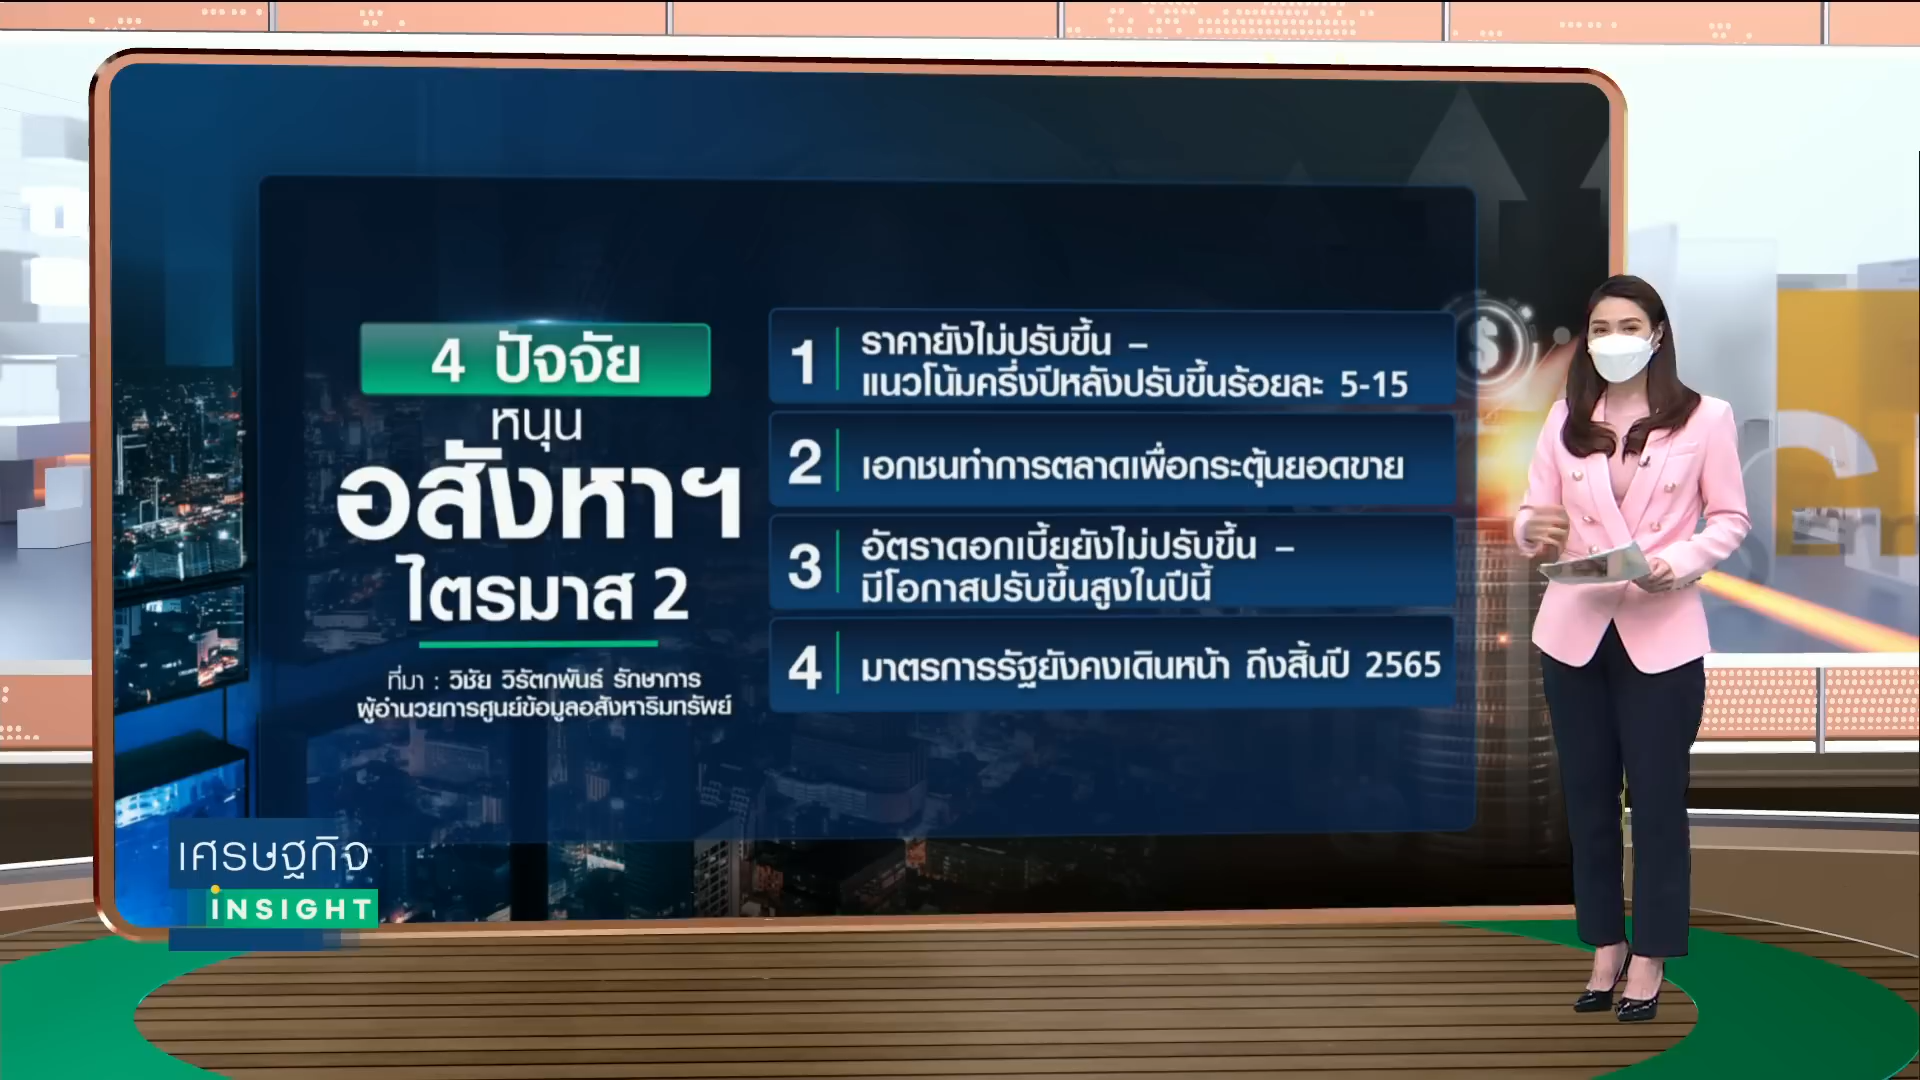 4 ปัจจัย
หนุน
อสังหาฯ
ไตรมาส 2
ที่มา : วิชัย วิรัตกพันธ์ รักษาการ
ผู้อำนวยการศูนย์ข้อมูลอสังหาริมทรัพย์
1
ราคายังไม่ปรับขึ้น –
แนวโน้มครึ่งปีหลังปรับขึ้นร้อยละ 5-15
2
เอกชนทำการตลาดเพื่อกระตุ้นยอดขาย
3
อัตราดอกเบี้ยยังไม่ปรับขึ้น –
มีโอกาสปรับขึ้นสูงในปีนี้
4
มาตรการรัฐยังคงเดินหน้า ถึงสิ้นปี 2565
เศรษฐกิจ
INSIGHT